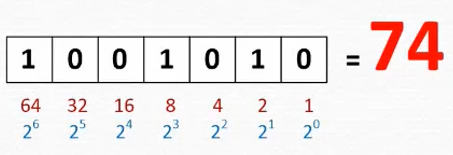 1 0 0 1 0 1 0 = 74
64 32 16 8 4 2 1
2⁶ 2⁵ 2⁴ 2³ 2² 2¹ 2⁰